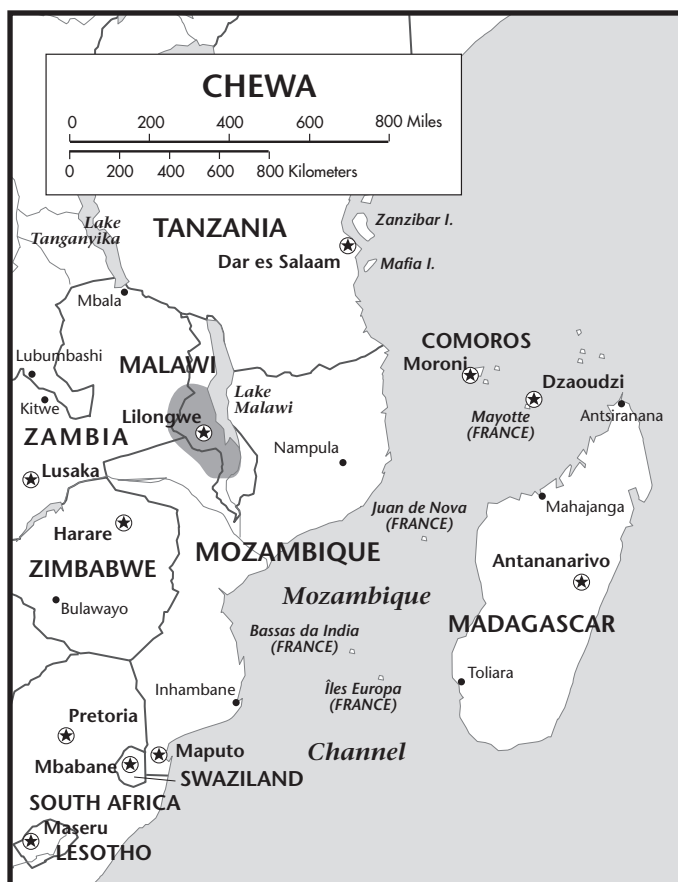 CHEWA
0 200 400 600 800 Miles
0 200 400 600 800 Kilometers
Zanzibar I.
Lake
Tanganyika
TANZANIA
Dar es Salaam
Mafia I.
Mbala
COMOROS
Moroni
Lubumbashi
MALAWI
Dzaoudzi
Lake
Malawi
Kitwe
Mayotte
(FRANCE)
Antsiranana
Lilongwe
ZAMBIA
Nampula
Lusaka
Juan de Nova
(FRANCE)
Mahajanga
Harare
MOZAMBIQUE
Antananarivo
ZIMBABWE
Mozambique
Bulawayo
MADAGASCAR
Bassas da India
(FRANCE)
Toliara
Inhambane
Îles Europa
(FRANCE)
Pretoria
Maputo
Channel
Mbabane
SWAZILAND
SOUTH AFRICA
Maseru
LESOTHO